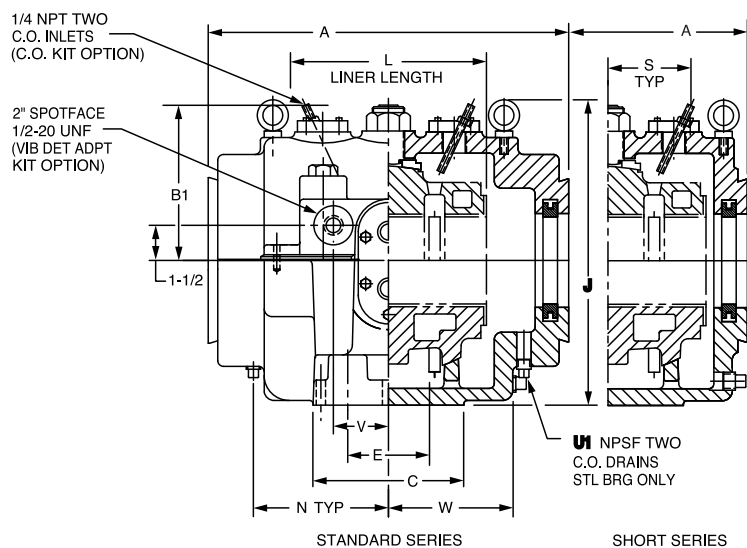 1/4 NPT TWO
C.O. INLETS
(C.O. KIT OPTION)
A
A
L
LINER LENGTH
S
TYP
2" SPOTFACE
1/2-20 UNF
(VIB DET ADPT
KIT OPTION)
B1
1-1/2
J
V
E
C
N TYP
W
U1 NPSF TWO
C.O. DRAINS
STL BRG ONLY
STANDARD SERIES
SHORT SERIES